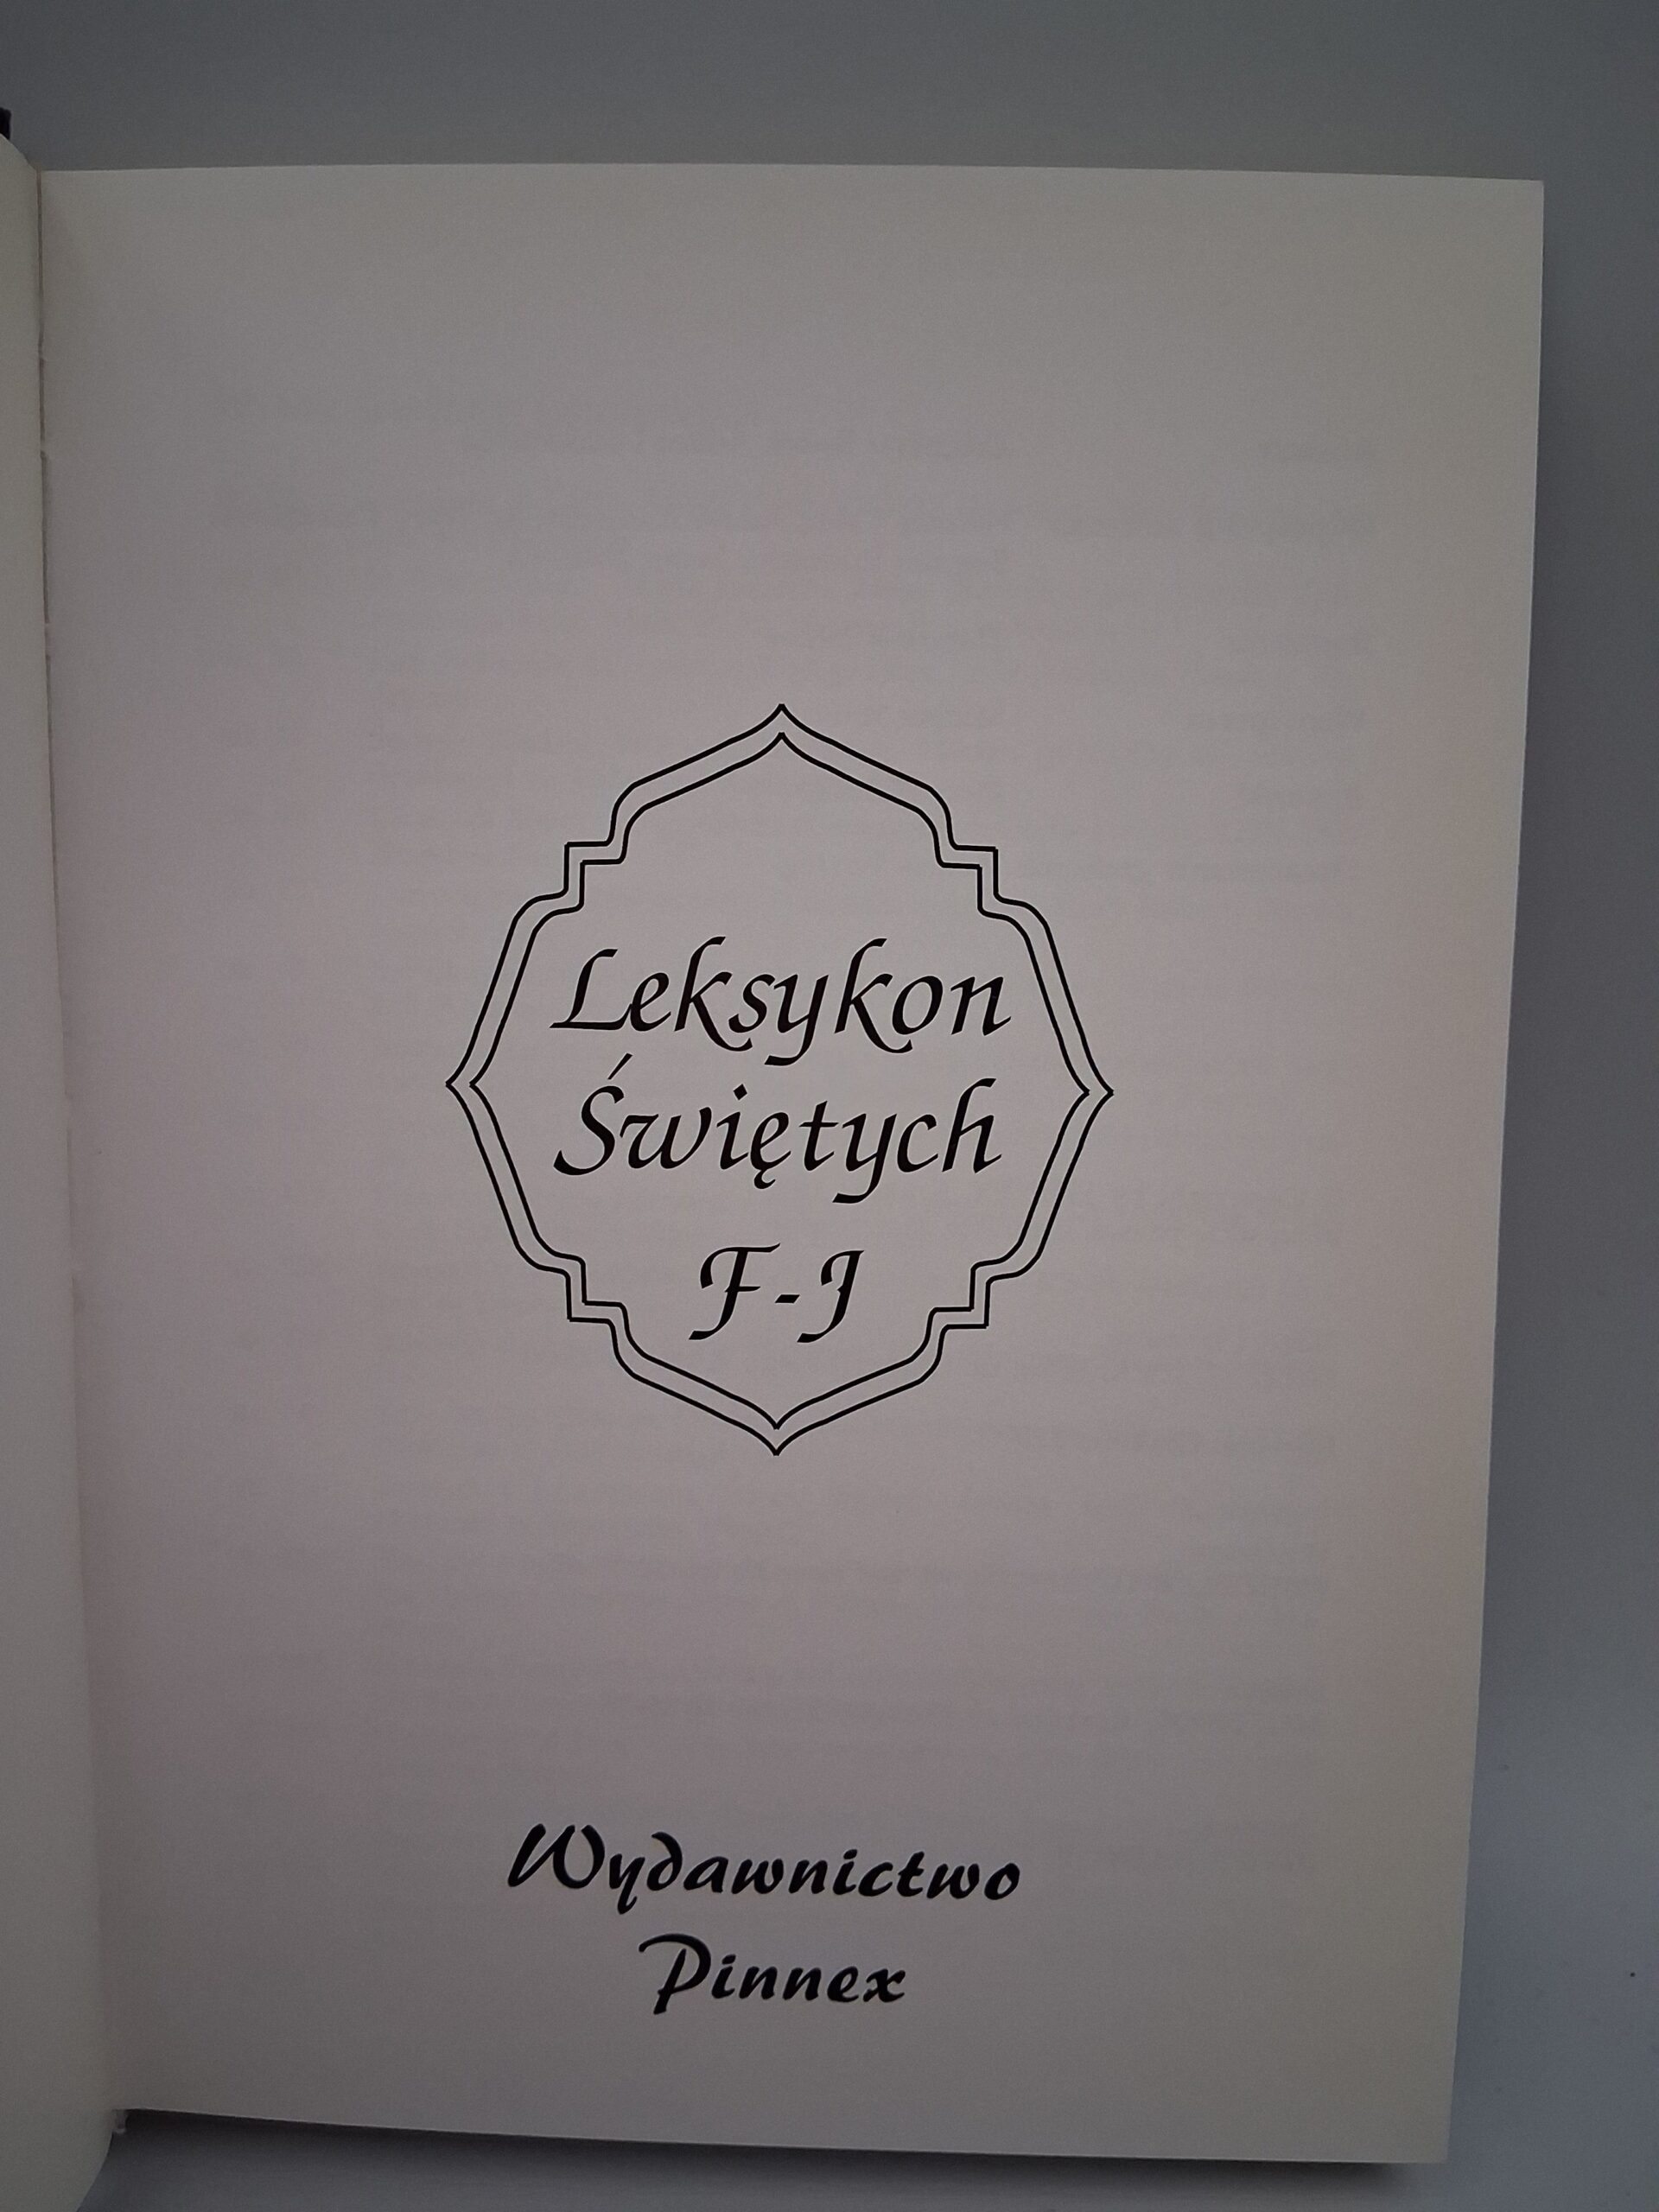 Leksykon
Świętych
F-J
Wydawnictwo
Pinnex